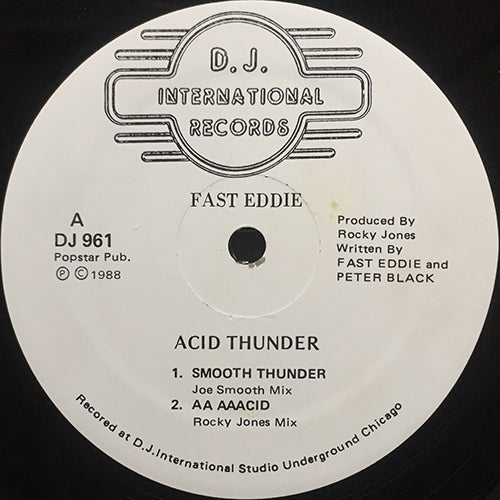 D.J.
INTERNATIONAL
RECORDS
FAST EDDIE
A
DJ 961
Popstar Pub.
Ⓟ © 1988
Produced By
Rocky Jones
Written By
FAST EDDIE and
PETER BLACK
ACID THUNDER
1. SMOOTH THUNDER
Joe Smooth Mix
2. AA AAACID
Rocky Jones Mix
Recored at D.J.International Studio Underground Chicago